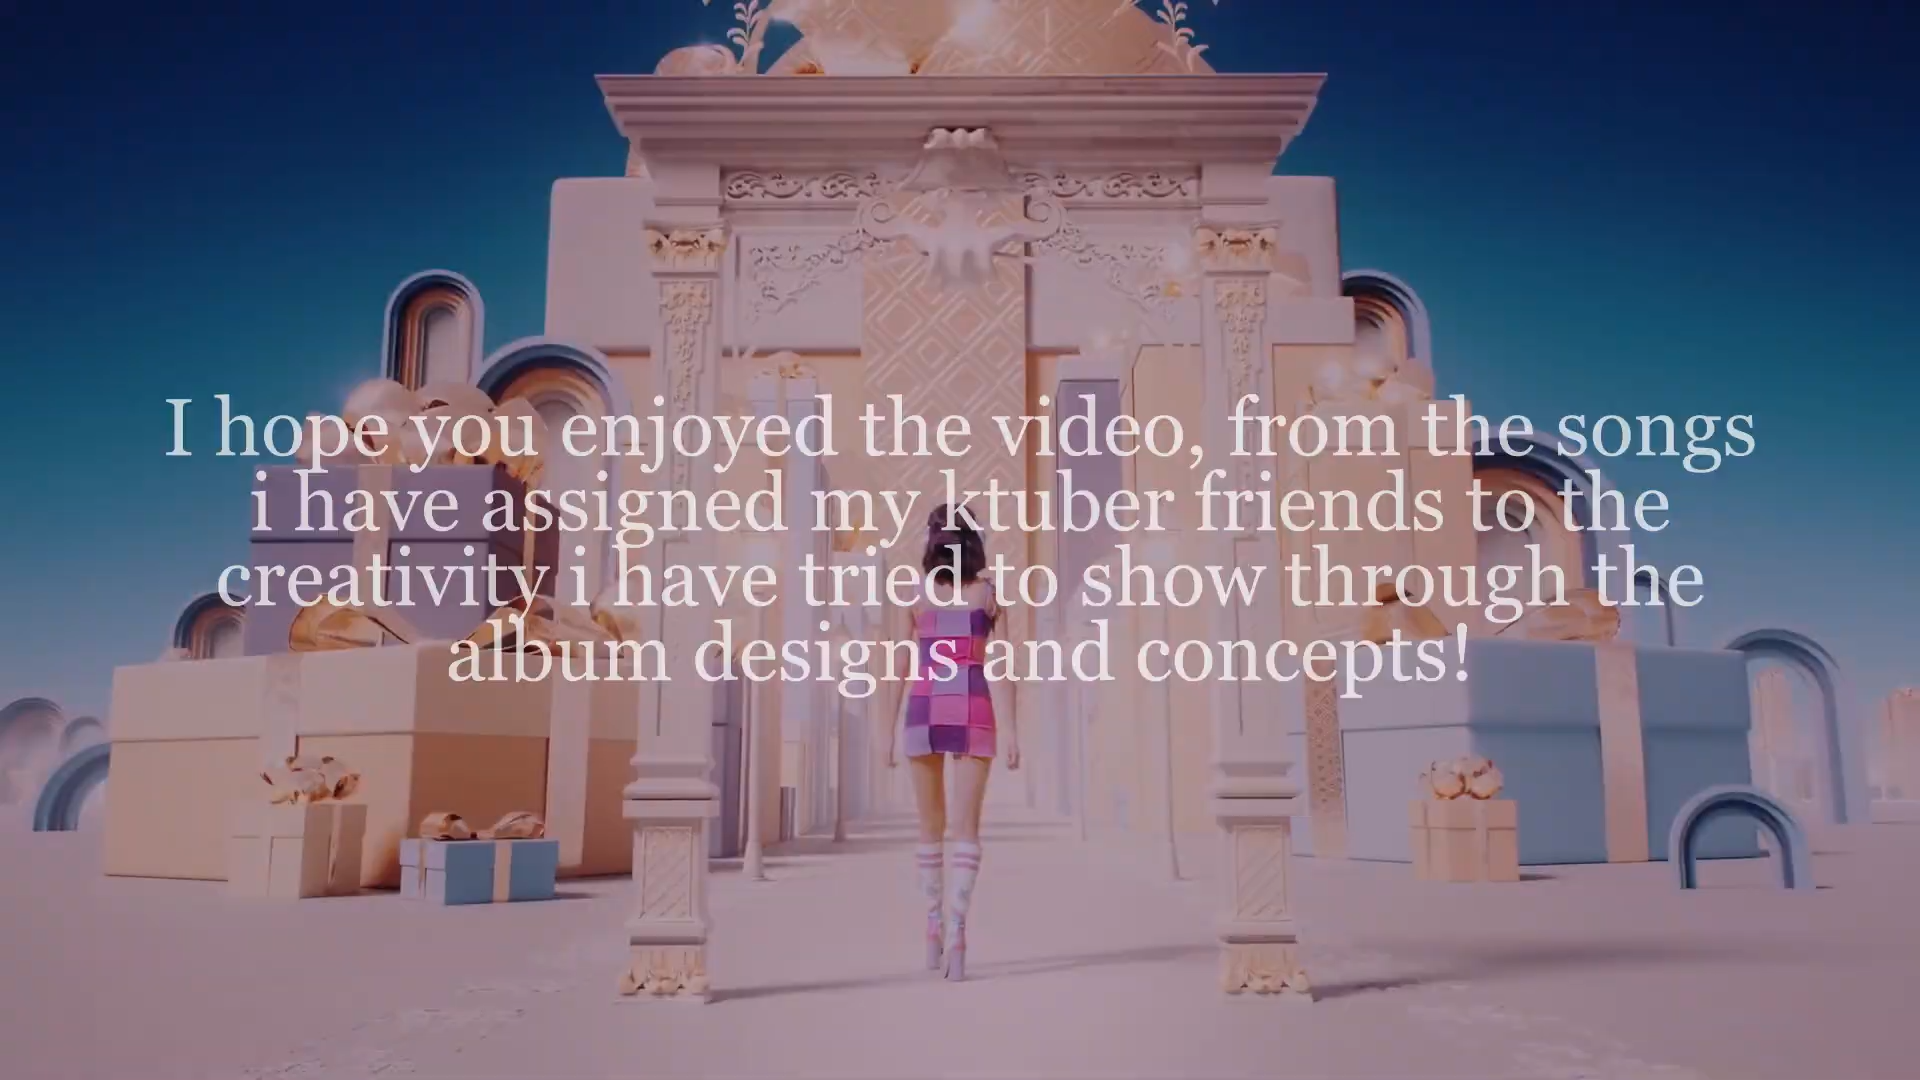 I hope you enjoyed the video, from the songs
i have assigned my ktuber friends to the
creativity i have tried to show through the
album designs and concepts!